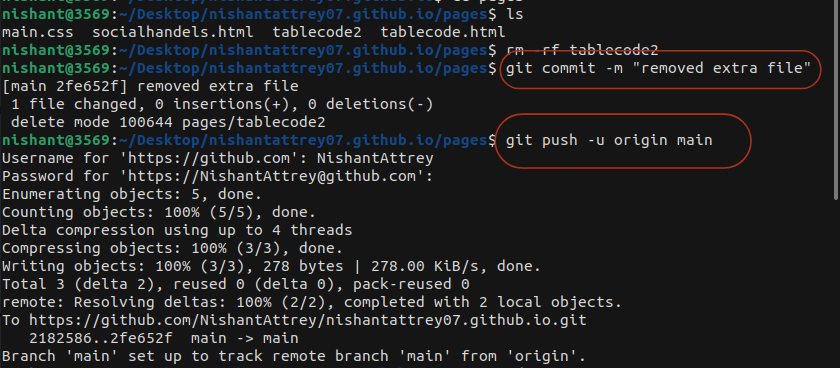 nishant@3569:~/Desktop/nishantattrey07.github.io/pages$ ls
main.css  socialhandels.html  tablecode2  tablecode.html
nishant@3569:~/Desktop/nishantattrey07.github.io/pages$ rm -rf tablecode2
nishant@3569:~/Desktop/nishantattrey07.github.io/pages$ git commit -m "removed extra file"
[main 2fe652f] removed extra file
 1 file changed, 0 insertions(+), 0 deletions(-)
 delete mode 100644 pages/tablecode2
nishant@3569:~/Desktop/nishantattrey07.github.io/pages$ git push -u origin main
Username for 'https://github.com': NishantAttrey
Password for 'https://NishantAttrey@github.com':
Enumerating objects: 5, done.
Counting objects: 100% (5/5), done.
Delta compression using up to 4 threads
Compressing objects: 100% (3/3), done.
Writing objects: 100% (3/3), 278 bytes | 278.00 KiB/s, done.
Total 3 (delta 2), reused 0 (delta 0), pack-reused 0
remote: Resolving deltas: 100% (2/2), completed with 2 local objects.
To https://github.com/NishantAttrey/nishantattrey07.github.io.git
   2182586..2fe652f  main -> main
Branch 'main' set up to track remote branch 'main' from 'origin'.